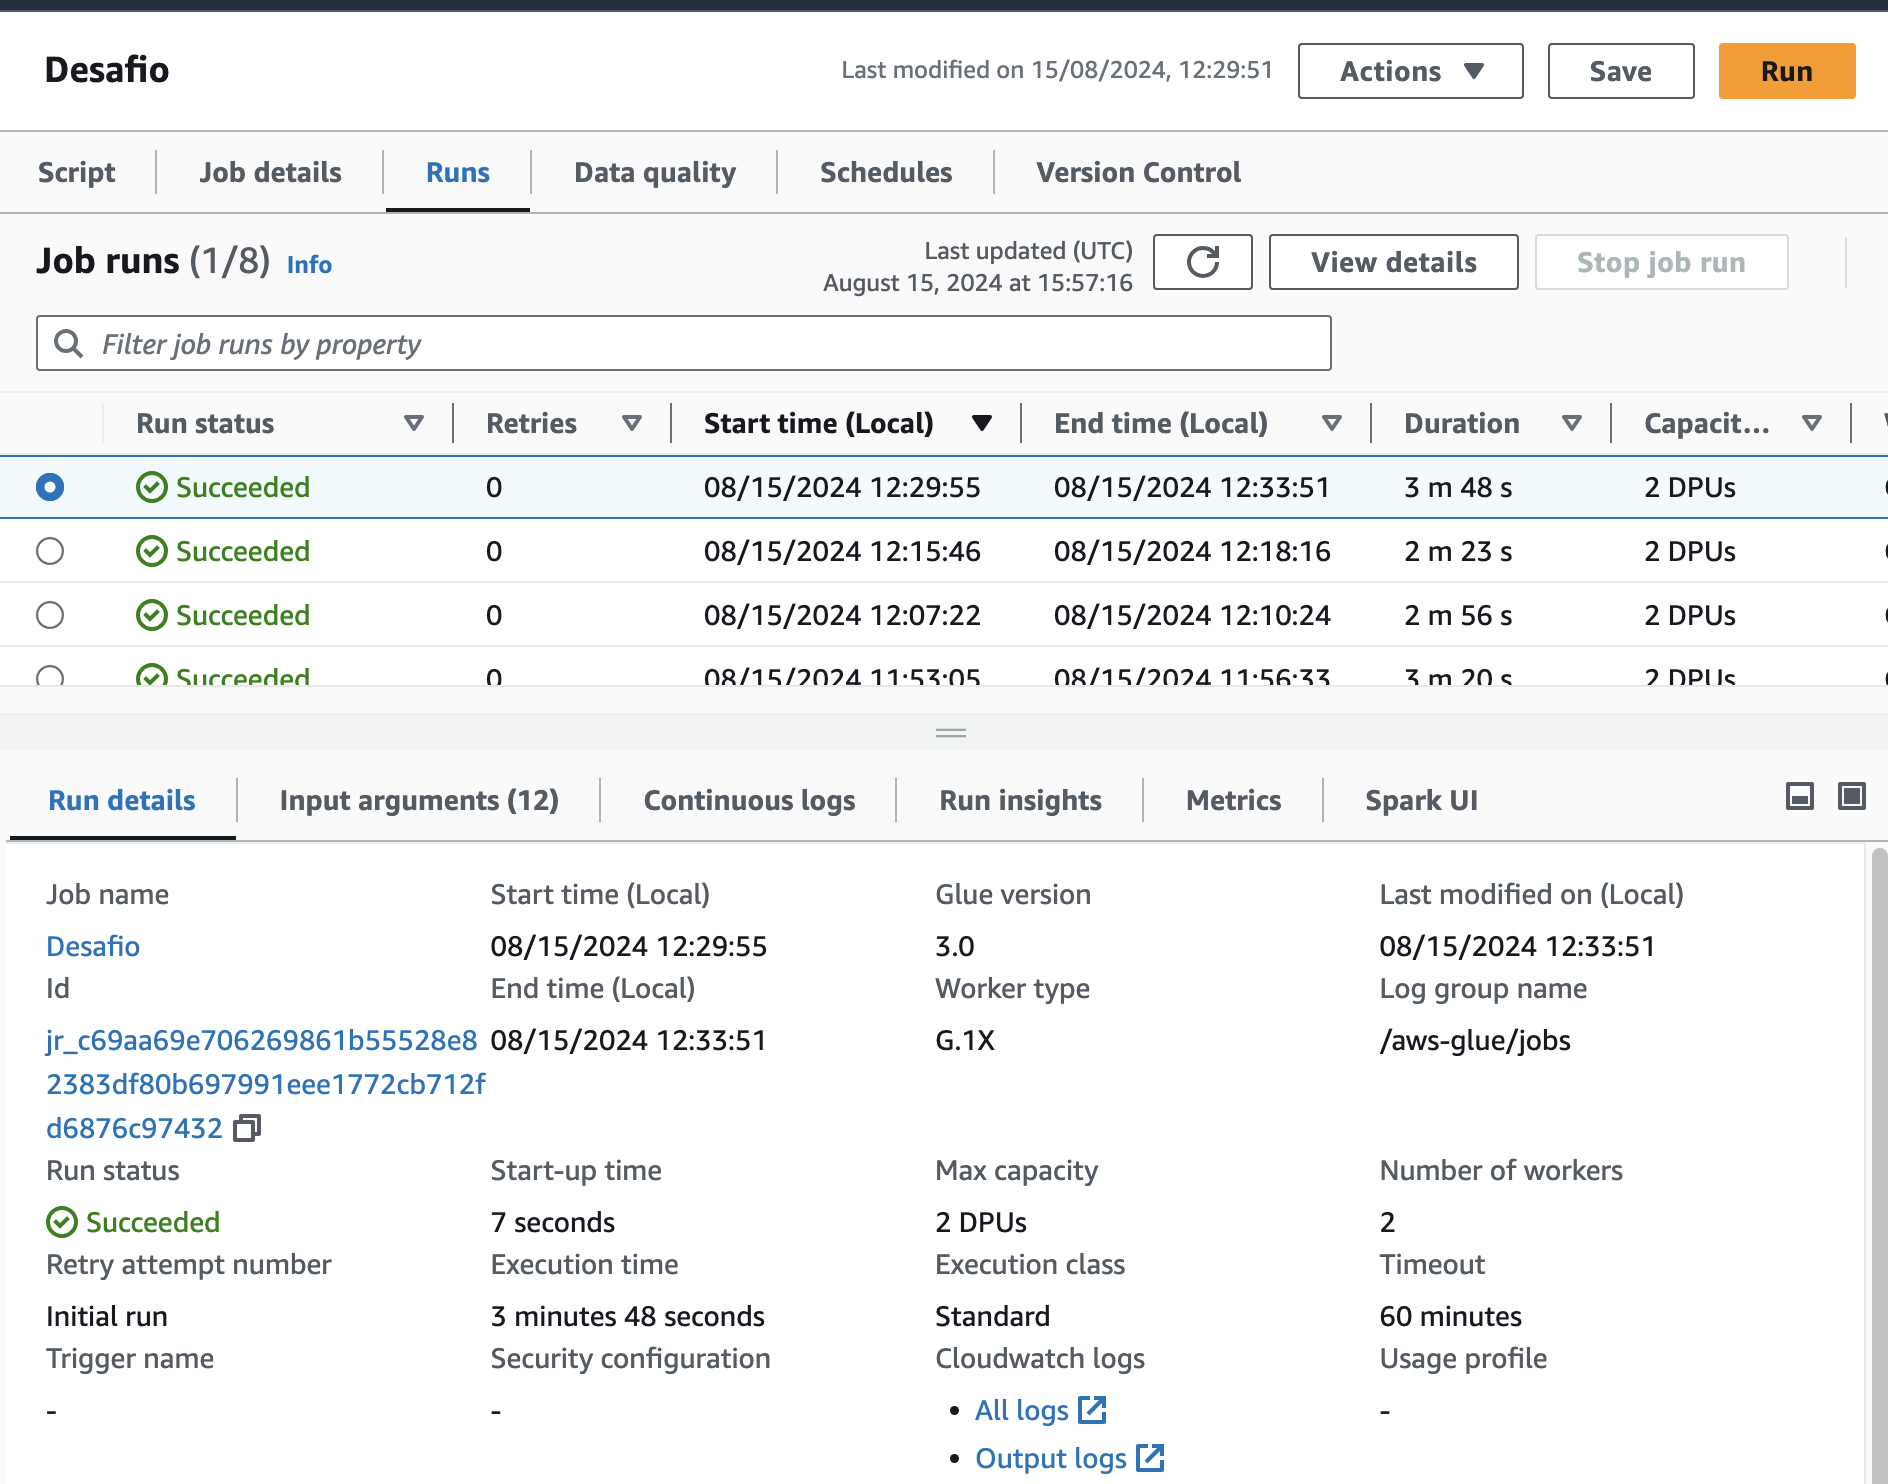 Desafio
Last modified on 15/08/2024, 12:29:51
Actions
Save
Run
Script
Job details
Runs
Data quality
Schedules
Version Control
Job runs (1/8) Info
Last updated (UTC)
August 15, 2024 at 15:57:16
View details
Stop job run
Filter job runs by property
Run status Retries Start time (Local) End time (Local) Duration Capacit...
Succeeded 0 08/15/2024 12:29:55 08/15/2024 12:33:51 3 m 48 s 2 DPUs
Succeeded 0 08/15/2024 12:15:46 08/15/2024 12:18:16 2 m 23 s 2 DPUs
Succeeded 0 08/15/2024 12:07:22 08/15/2024 12:10:24 2 m 56 s 2 DPUs
Succeeded 0 08/15/2024 11:53:05 08/15/2024 11:56:33 3 m 20 s 2 DPUs
Run details
Input arguments (12)
Continuous logs
Run insights
Metrics
Spark UI
Job name
Desafio
Start time (Local)
08/15/2024 12:29:55
Glue version
3.0
Last modified on (Local)
08/15/2024 12:33:51
Id
jr_c69aa69e706269861b55528e8
2383df80b697991eee1772cb712f
d6876c97432
End time (Local)
08/15/2024 12:33:51
Worker type
G.1X
Log group name
/aws-glue/jobs
Run status
Succeeded
Start-up time
7 seconds
Max capacity
2 DPUs
Number of workers
2
Retry attempt number
Initial run
Execution time
3 minutes 48 seconds
Execution class
Standard
Timeout
60 minutes
Trigger name
-
Security configuration
-
Cloudwatch logs
• All logs
• Output logs
Usage profile
-